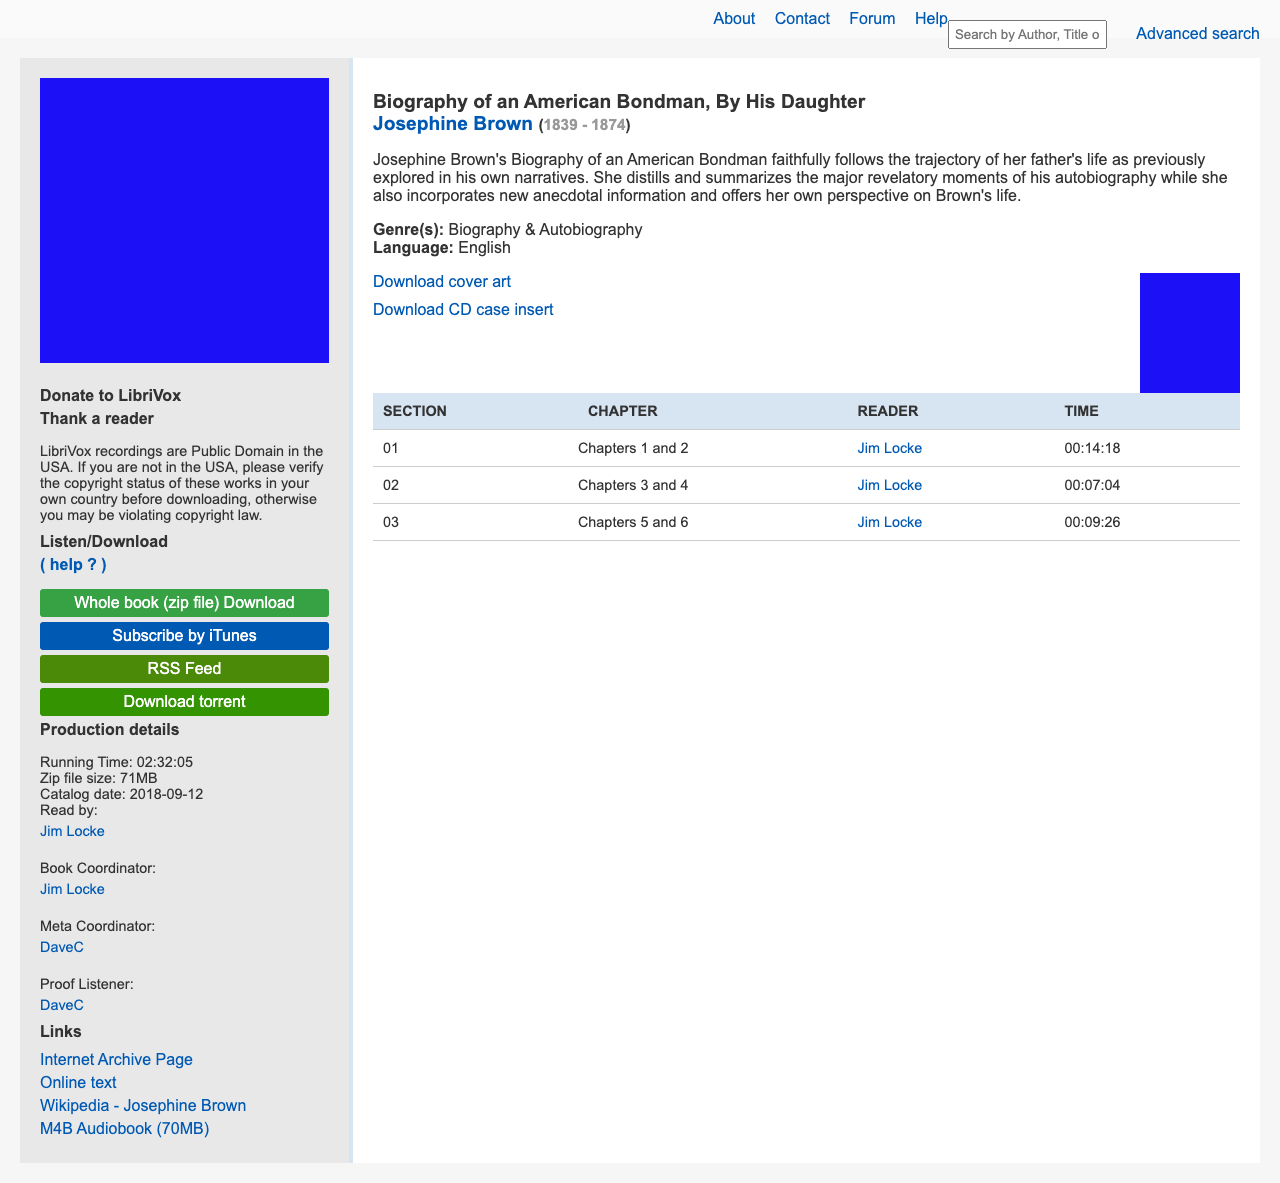 About Contact Forum Help
Search by Author, Title o
Advanced search
Donate to LibriVox
Thank a reader
LibriVox recordings are Public Domain in the
USA. If you are not in the USA, please verify
the copyright status of these works in your
own country before downloading, otherwise
you may be violating copyright law.
Listen/Download
( help ? )
Whole book (zip file) Download
Subscribe by iTunes
RSS Feed
Download torrent
Production details
Running Time: 02:32:05
Zip file size: 71MB
Catalog date: 2018-09-12
Read by:
Jim Locke
Book Coordinator:
Jim Locke
Meta Coordinator:
DaveC
Proof Listener:
DaveC
Links
Internet Archive Page
Online text
Wikipedia - Josephine Brown
M4B Audiobook (70MB)
Biography of an American Bondman, By His Daughter
Josephine Brown (1839 - 1874)
Josephine Brown's Biography of an American Bondman faithfully follows the trajectory of her father's life as previously
explored in his own narratives. She distills and summarizes the major revelatory moments of his autobiography while she
also incorporates new anecdotal information and offers her own perspective on Brown's life.
Genre(s): Biography & Autobiography
Language: English
Download cover art
Download CD case insert
SECTION CHAPTER READER TIME
01 Chapters 1 and 2 Jim Locke 00:14:18
02 Chapters 3 and 4 Jim Locke 00:07:04
03 Chapters 5 and 6 Jim Locke 00:09:26